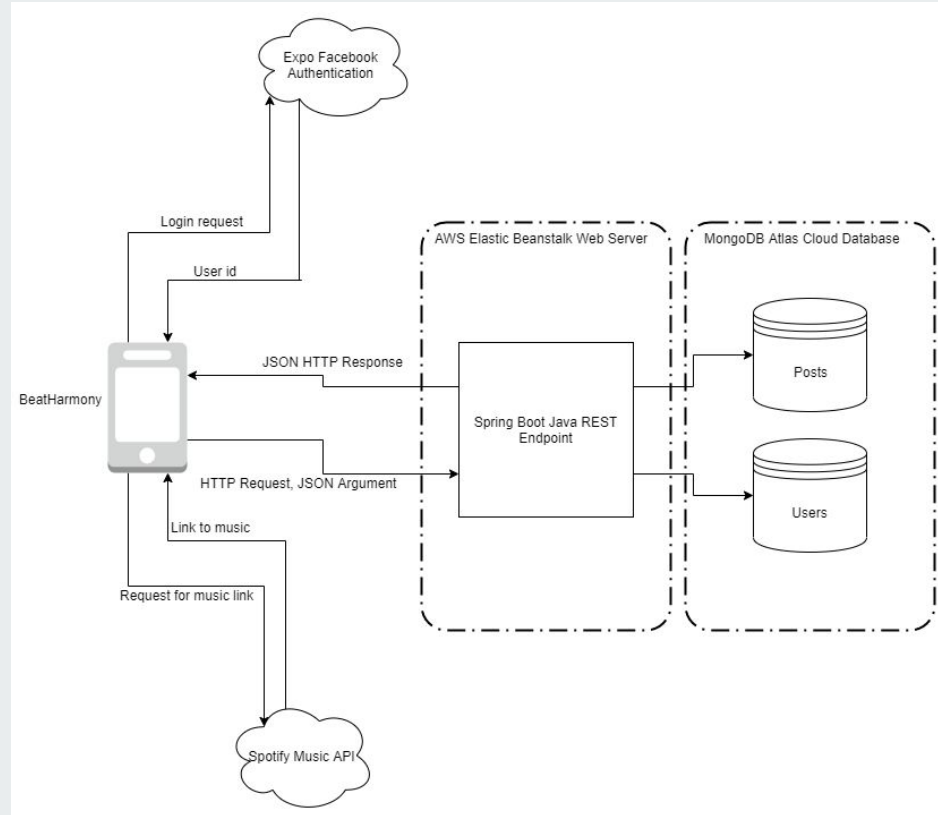 Expo Facebook
Authentication
Login request
User id
AWS Elastic Beanstalk Web Server
MongoDB Atlas Cloud Database
JSON HTTP Response
Posts
BeatHarmony
Spring Boot Java REST
Endpoint
HTTP Request, JSON Argument
Users
Link to music
Request for music link
Spotify Music API